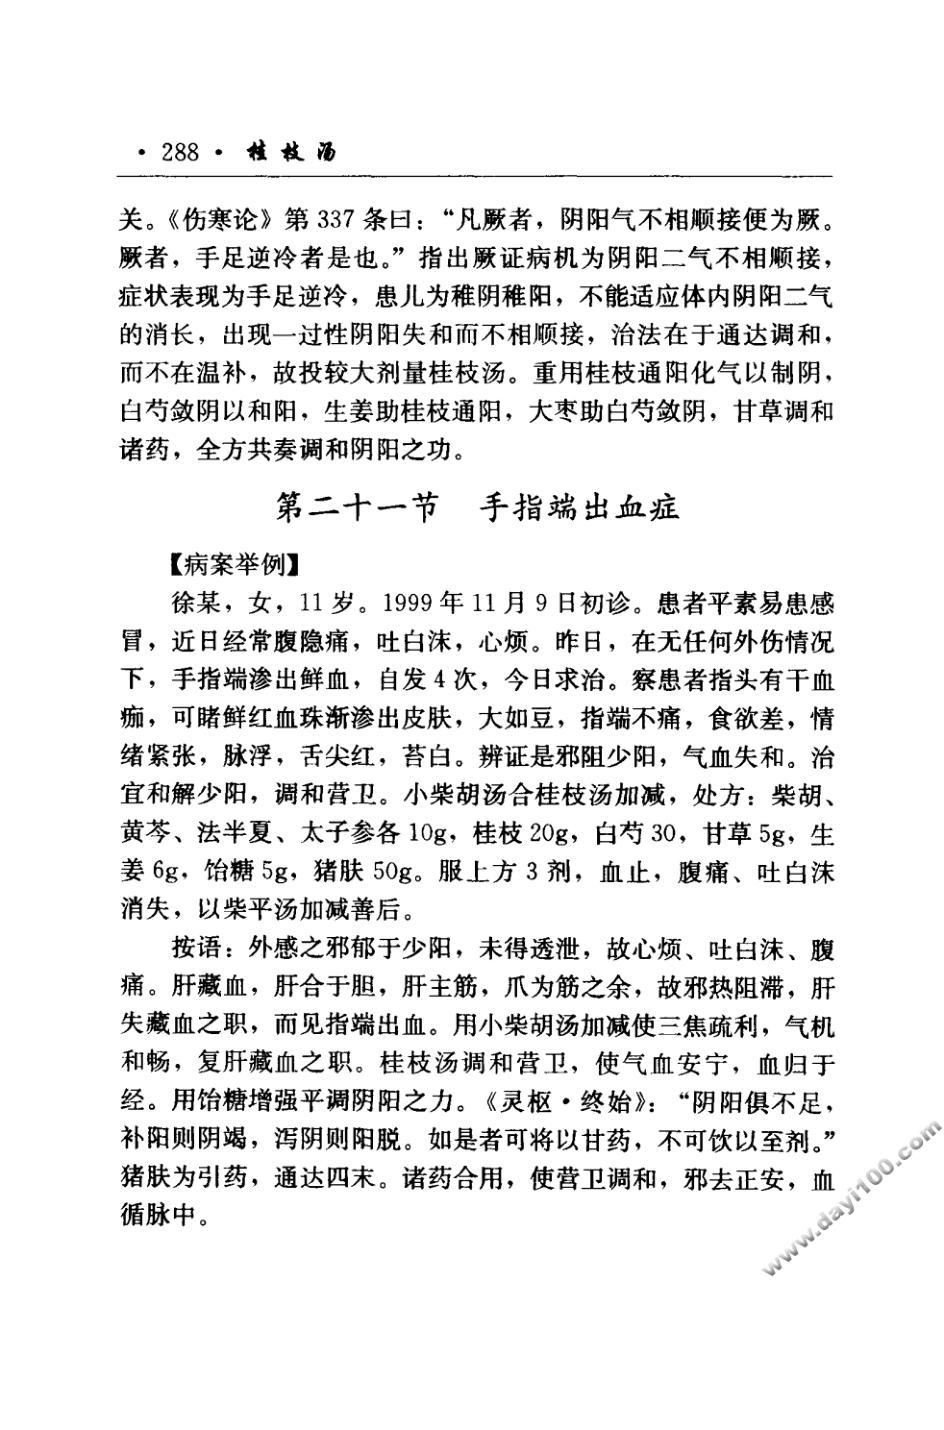 · 288 · 桂枝汤
关。《伤寒论》第 337 条曰：“凡厥者，阴阳气不相顺接便为厥。
厥者，手足逆冷者是也。”指出厥证病机为阴阳二气不相顺接，
症状表现为手足逆冷，患儿为稚阴稚阳，不能适应体内阴阳二气
的消长，出现一过性阴阳失和而不相顺接，治法在于通达调和，
而不在温补，故投较大剂量桂枝汤。重用桂枝通阳化气以制阴，
白芍敛阴以和阳，生姜助桂枝通阳，大枣助白芍敛阴，甘草调和
诸药，全方共奏调和阴阳之功。
第二十一节 手指端出血症
【病案举例】
徐某，女，11 岁。1999 年 11 月 9 日初诊。患者平素易患感
冒，近日经常腹隐痛，吐白沫，心烦。昨日，在无任何外伤情况
下，手指端渗出鲜血，自发 4 次，今日求治。察患者指头有干血
痂，可睹鲜红血珠渐渗出皮肤，大如豆，指端不痛，食欲差，情
绪紧张，脉浮，舌尖红，苔白。辨证是邪阻少阳，气血失和。治
宜和解少阳，调和营卫。小柴胡汤合桂枝汤加减，处方：柴胡、
黄芩、法半夏、太子参各 10g，桂枝 20g，白芍 30，甘草 5g，生
姜 6g，饴糖 5g，猪肤 50g。服上方 3 剂，血止，腹痛、吐白沫
消失，以柴平汤加减善后。
按语：外感之邪郁于少阳，未得透泄，故心烦、吐白沫、腹
痛。肝藏血，肝合于胆，肝主筋，爪为筋之余，故邪热阻滞，肝
失藏血之职，而见指端出血。用小柴胡汤加减使三焦疏利，气机
和畅，复肝藏血之职。桂枝汤调和营卫，使气血安宁，血归于
经。用饴糖增强平调阴阳之力。《灵枢·终始》：“阴阳俱不足，
补阳则阴竭，泻阴则阳脱。如是者可将以甘药，不可饮以至剂。”
猪肤为引药，通达四末。诸药合用，使营卫调和，邪去正安，血
循脉中。
www.dayi100.com